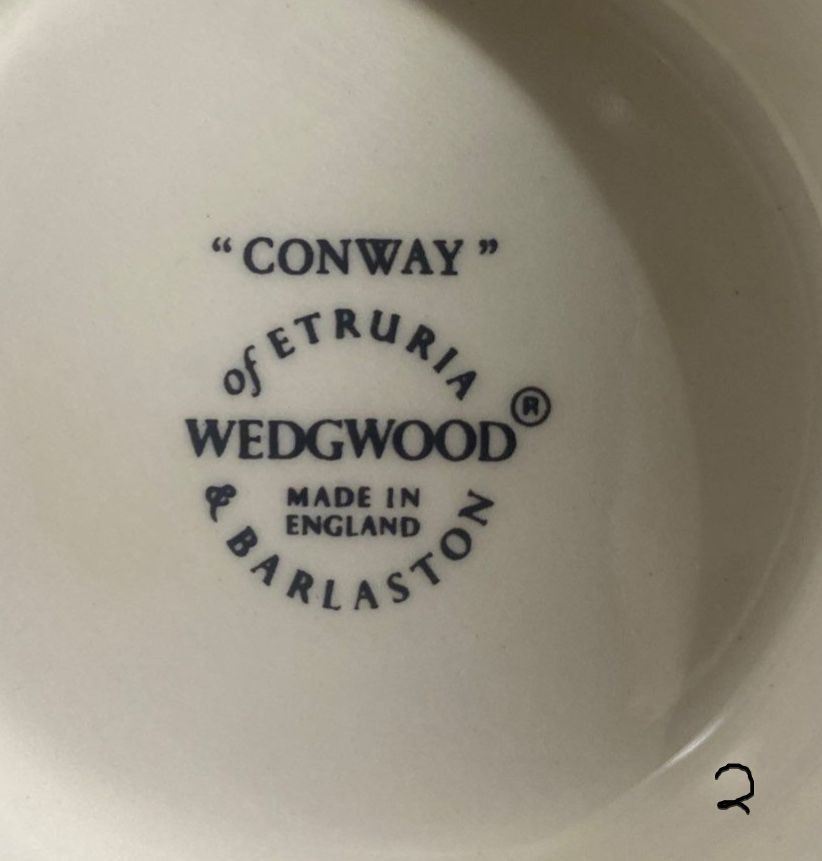 “CONWAY”
of ETRURIA
WEDGWOOD®
MADE IN
ENGLAND
& BARLASTON
2